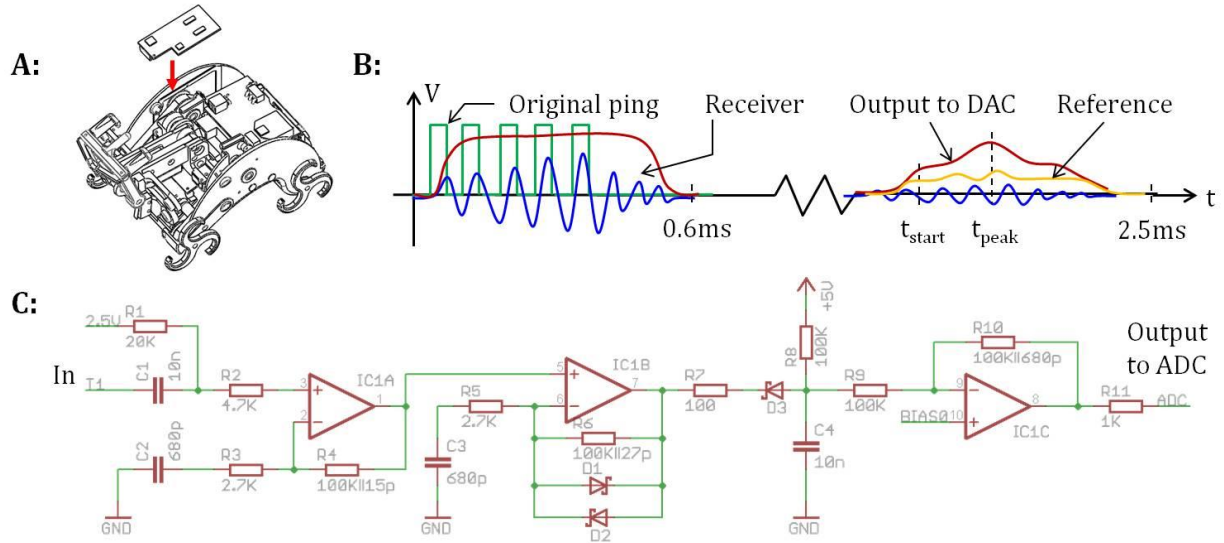 A:
B:
V
Original ping
Receiver
Output to DAC
Reference
0.6ms
t_start
t_peak
2.5ms
t
C:
In
2.5V
R1
20K
I1
C1
10n
R2
4.7K
3
2
1
IC1A
C2
680p
R3
2.7K
R4
100K||15p
GND
R5
2.7K
C3
680p
GND
5
6
7
IC1B
R6
100K||27p
D1
D2
R7
100
D3
+5V
R8
100K
C4
10n
GND
R9
100K
R10
100K||680p
9
10
8
BIAS0
IC1C
R11
1K
ADC
Output
to ADC